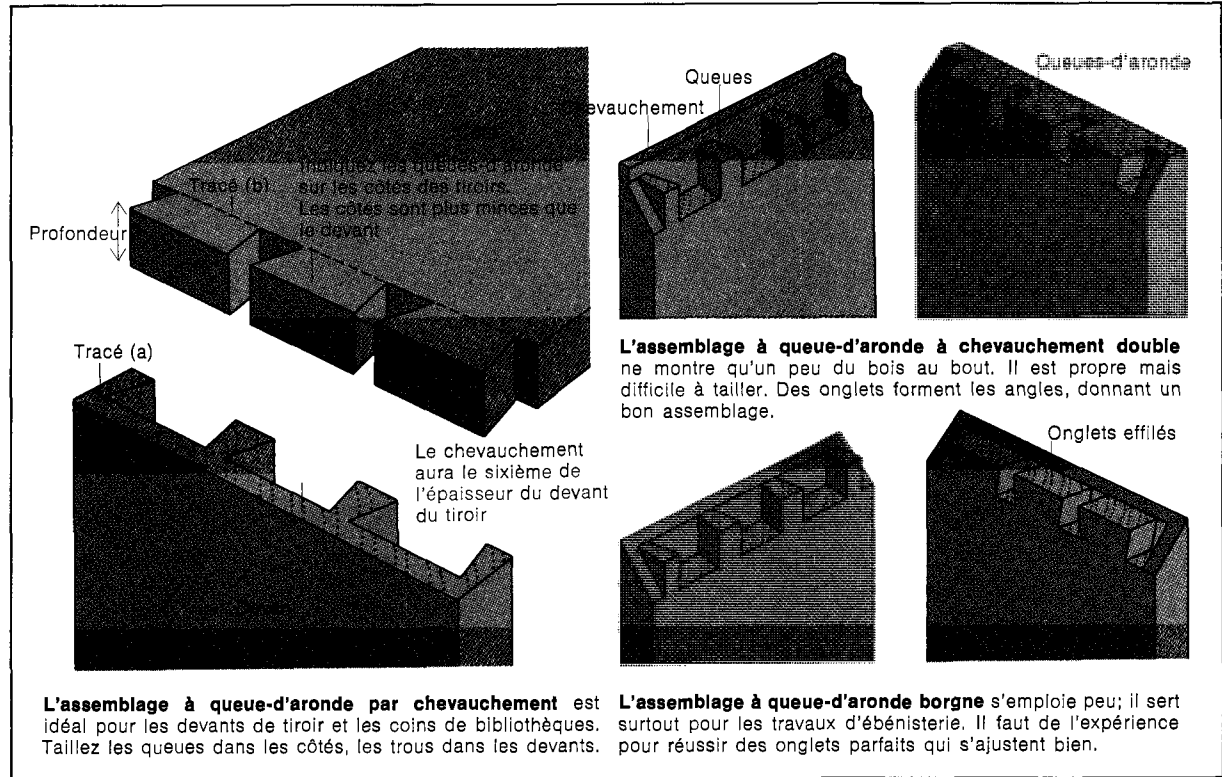 Profondeur
Tracé (b)
Indiquez les queues-d'aronde
sur les côtés des tiroirs.
Les côtés sont plus minces que
le devant
Tracé (a)
Le chevauchement
aura le sixième de
l'épaisseur du devant
du tiroir
L'assemblage à queue-d'aronde par chevauchement est
idéal pour les devants de tiroir et les coins de bibliothèques.
Taillez les queues dans les côtés, les trous dans les devants.
Queues
chevauchement
Queues-d'aronde
L'assemblage à queue-d'aronde à chevauchement double
ne montre qu'un peu du bois au bout. Il est propre mais
difficile à tailler. Des onglets forment les angles, donnant un
bon assemblage.
Onglets effilés
L'assemblage à queue-d'aronde borgne s'emploie peu; il sert
surtout pour les travaux d'ébénisterie. Il faut de l'expérience
pour réussir des onglets parfaits qui s'ajustent bien.